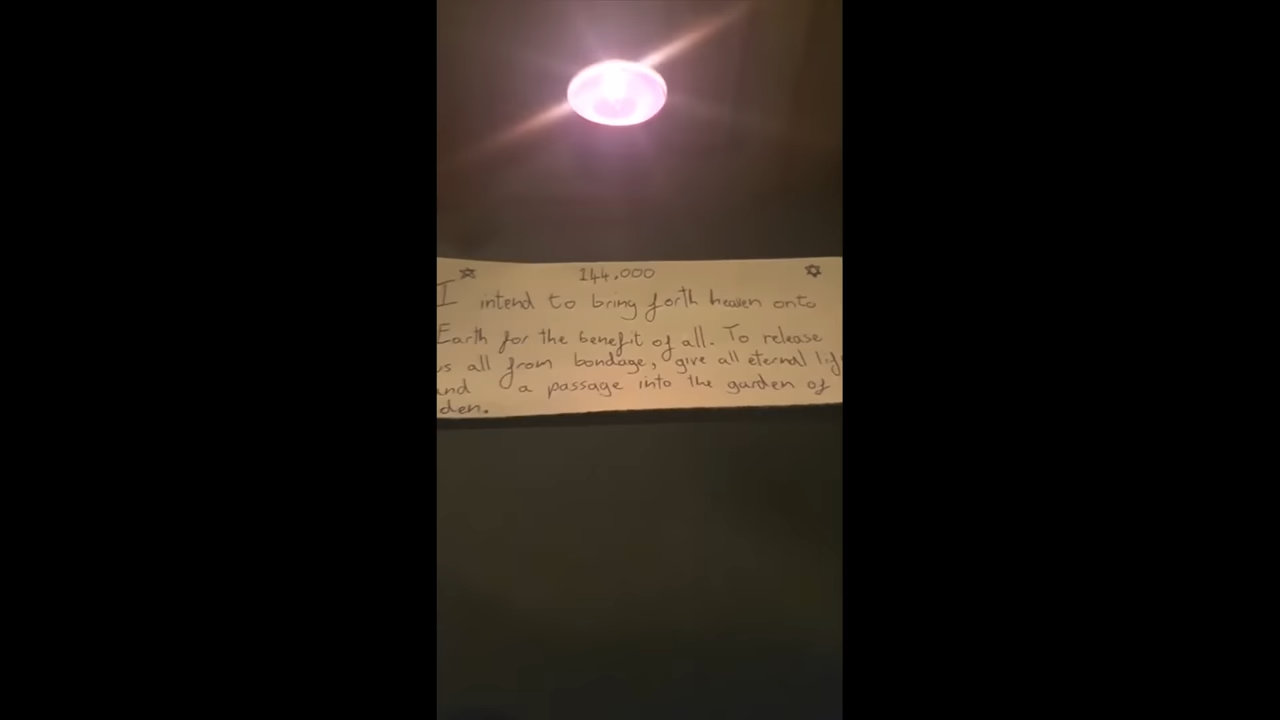 144.000
I intend to bring forth heaven onto
Earth for the benefit of all. To release
us all from bondage, give all eternal lif
and a passage into the garden of
den.